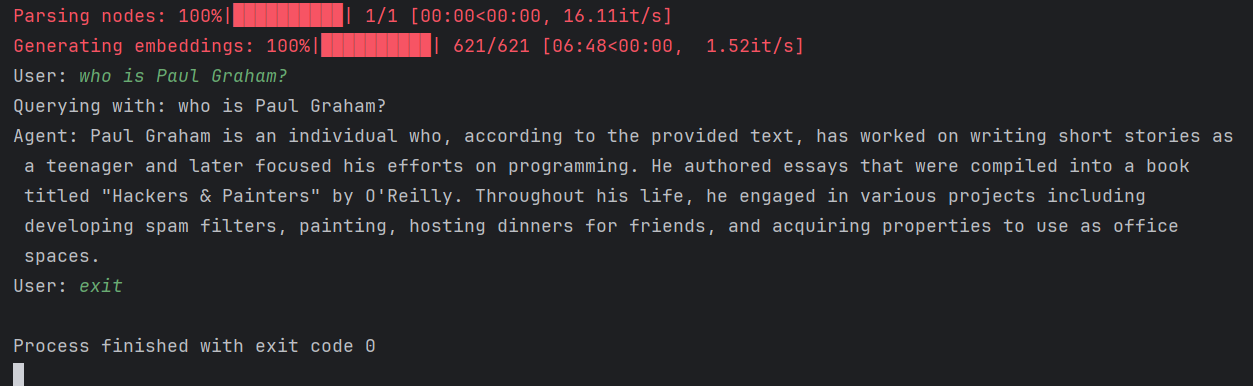 Parsing nodes: 100%|██████████| 1/1 [00:00<00:00, 16.11it/s]
Generating embeddings: 100%|██████████| 621/621 [06:48<00:00,  1.52it/s]
User: who is Paul Graham?
Querying with: who is Paul Graham?
Agent: Paul Graham is an individual who, according to the provided text, has worked on writing short stories as
a teenager and later focused his efforts on programming. He authored essays that were compiled into a book
titled "Hackers & Painters" by O'Reilly. Throughout his life, he engaged in various projects including
developing spam filters, painting, hosting dinners for friends, and acquiring properties to use as office
spaces.
User: exit
Process finished with exit code 0